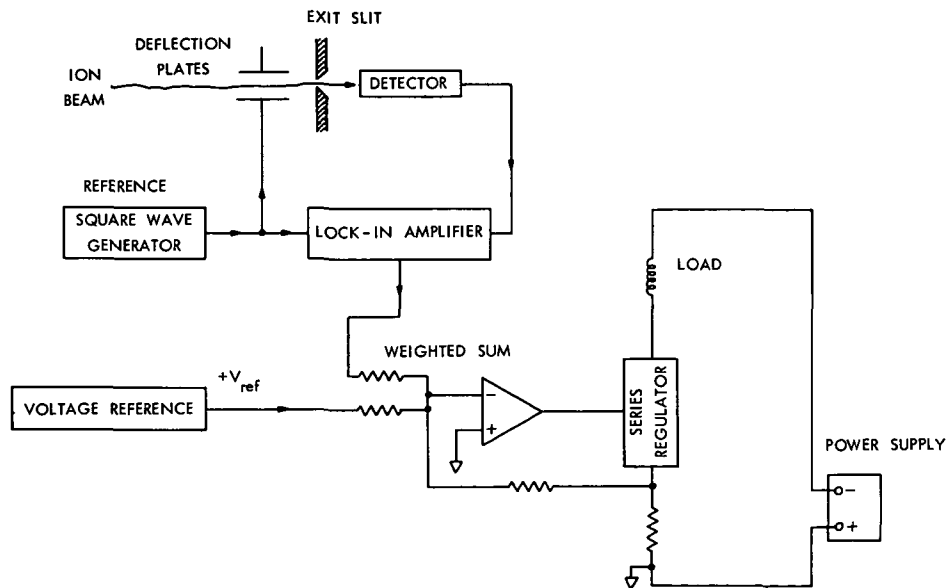 EXIT SLIT
DEFLECTION
PLATES
ION
BEAM
DETECTOR
REFERENCE
SQUARE WAVE
GENERATOR
LOCK-IN AMPLIFIER
LOAD
WEIGHTED SUM
+Vref
VOLTAGE REFERENCE
−
+
SERIES
REGULATOR
POWER SUPPLY
−
+